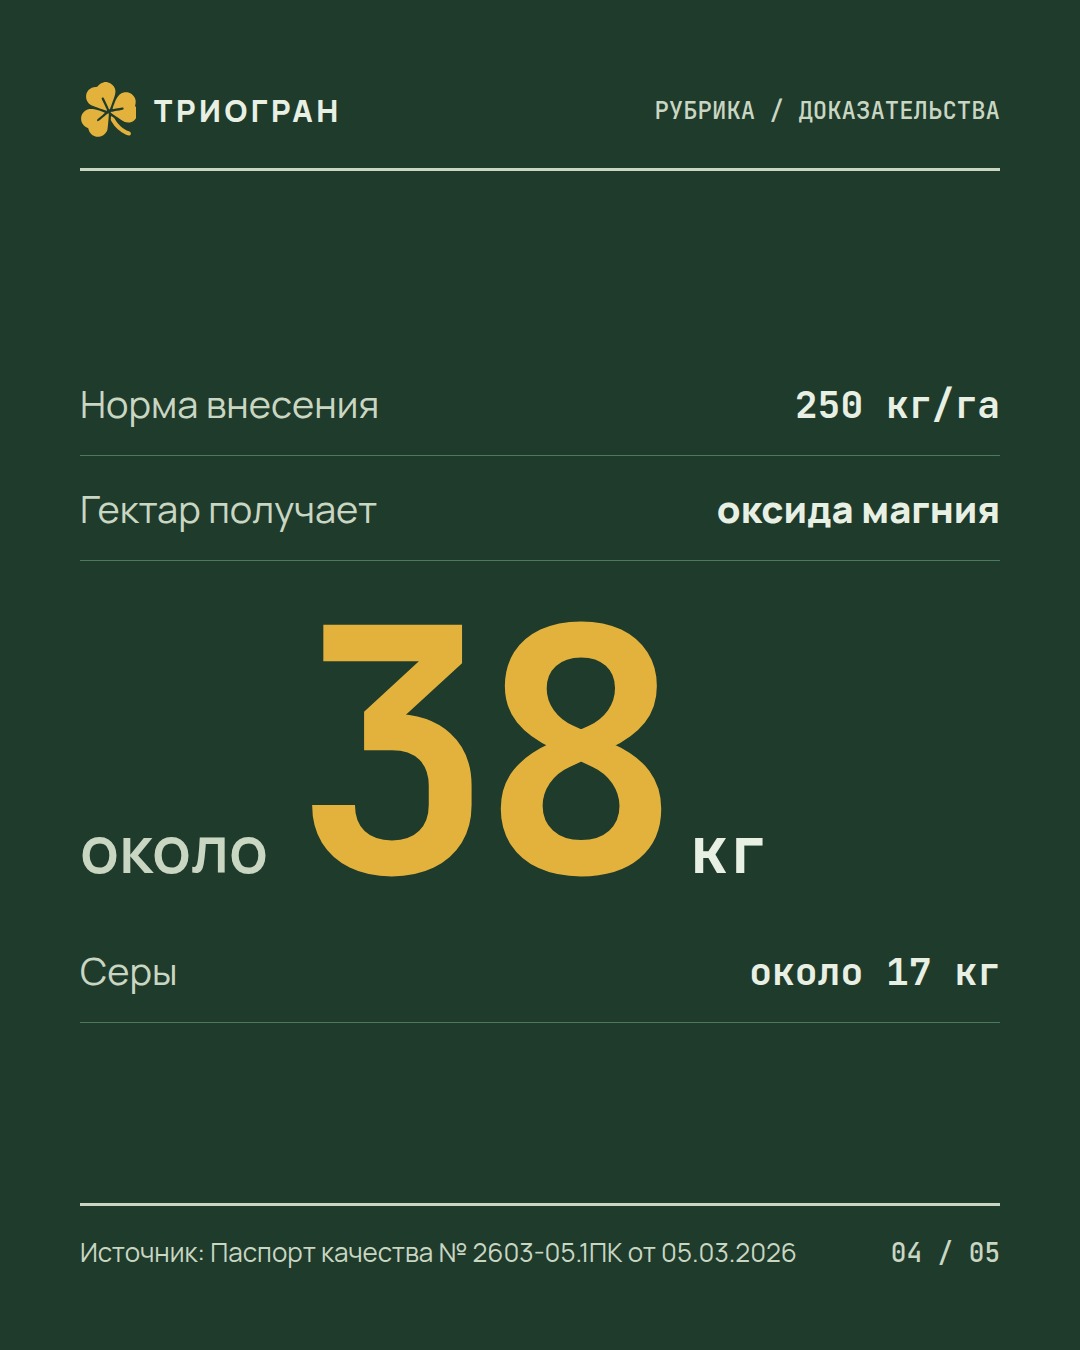 ТРИОГРАН
РУБРИКА / ДОКАЗАТЕЛЬСТВА
Норма внесения 250 кг/га
Гектар получает оксида магния
около 38 кг
Серы около 17 кг
Источник: Паспорт качества № 2603-05.1ПК от 05.03.2026
04 / 05